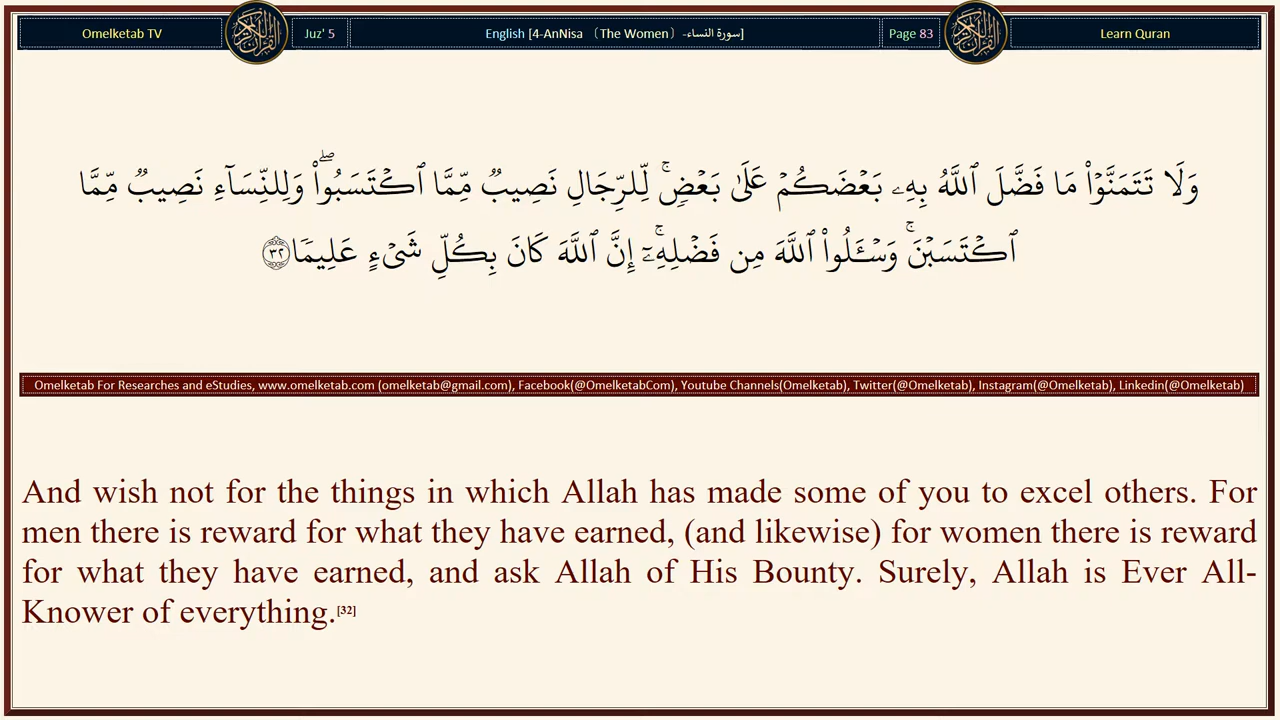 Omelketab TV
Juz' 5
English [4-AnNisa （The Women）-سورة النساء]
Page 83
Learn Quran
وَلَا تَتَمَنَّوۡاْ مَا فَضَّلَ ٱللَّهُ بِهِۦ بَعۡضَكُمۡ عَلَىٰ بَعۡضٖۚ لِّلرِّجَالِ نَصِيبٞ مِّمَّا ٱكۡتَسَبُواْۖ وَلِلنِّسَآءِ نَصِيبٞ مِّمَّا
ٱكۡتَسَبۡنَۚ وَسۡـَٔلُواْ ٱللَّهَ مِن فَضۡلِهِۦٓۚ إِنَّ ٱللَّهَ كَانَ بِكُلِّ شَيۡءٍ عَلِيمٗا ٣٢
Omelketab For Researches and eStudies, www.omelketab.com (omelketab@gmail.com), Facebook(@OmelketabCom), Youtube Channels(Omelketab), Twitter(@Omelketab), Instagram(@Omelketab), Linkedin(@Omelketab)
And wish not for the things in which Allah has made some of you to excel others. For
men there is reward for what they have earned, (and likewise) for women there is reward
for what they have earned, and ask Allah of His Bounty. Surely, Allah is Ever All-
Knower of everything.[32]